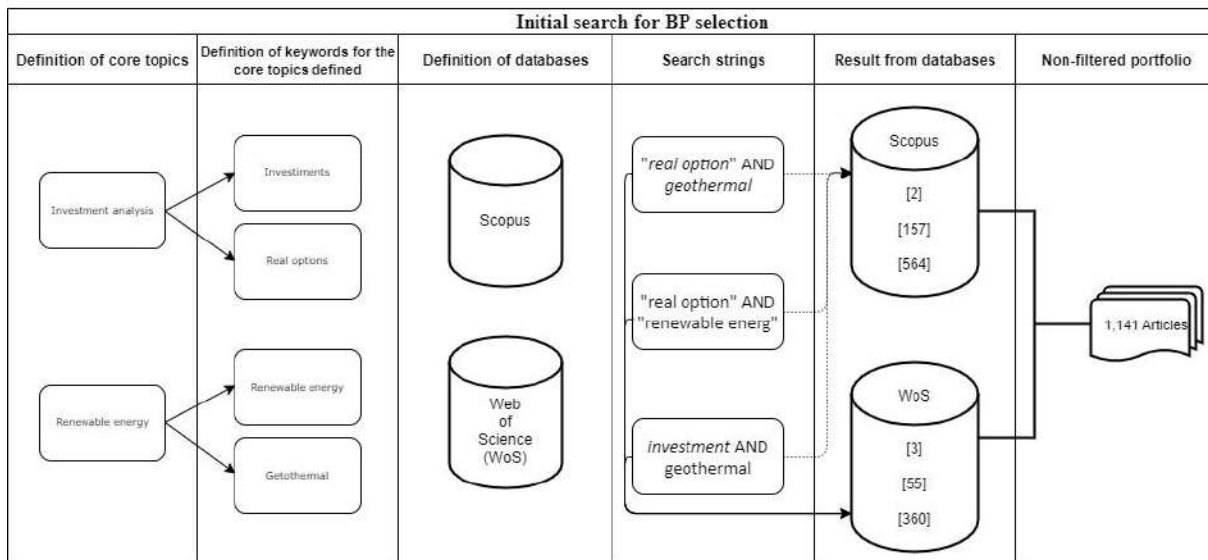 Initial search for BP selection
Definition of core topics
Definition of keywords for the
core topics defined
Definition of databases
Search strings
Result from databases
Non-filtered portfolio
Investment analysis
Investiments
Real options
Renewable energy
Renewable energy
Getothermal
Scopus
Web
of
Science
(WoS)
"real option" AND
geothermal
"real option" AND
"renewable energ"
investment AND
geothermal
Scopus
[2]
[157]
[564]
WoS
[3]
[55]
[360]
1,141 Articles